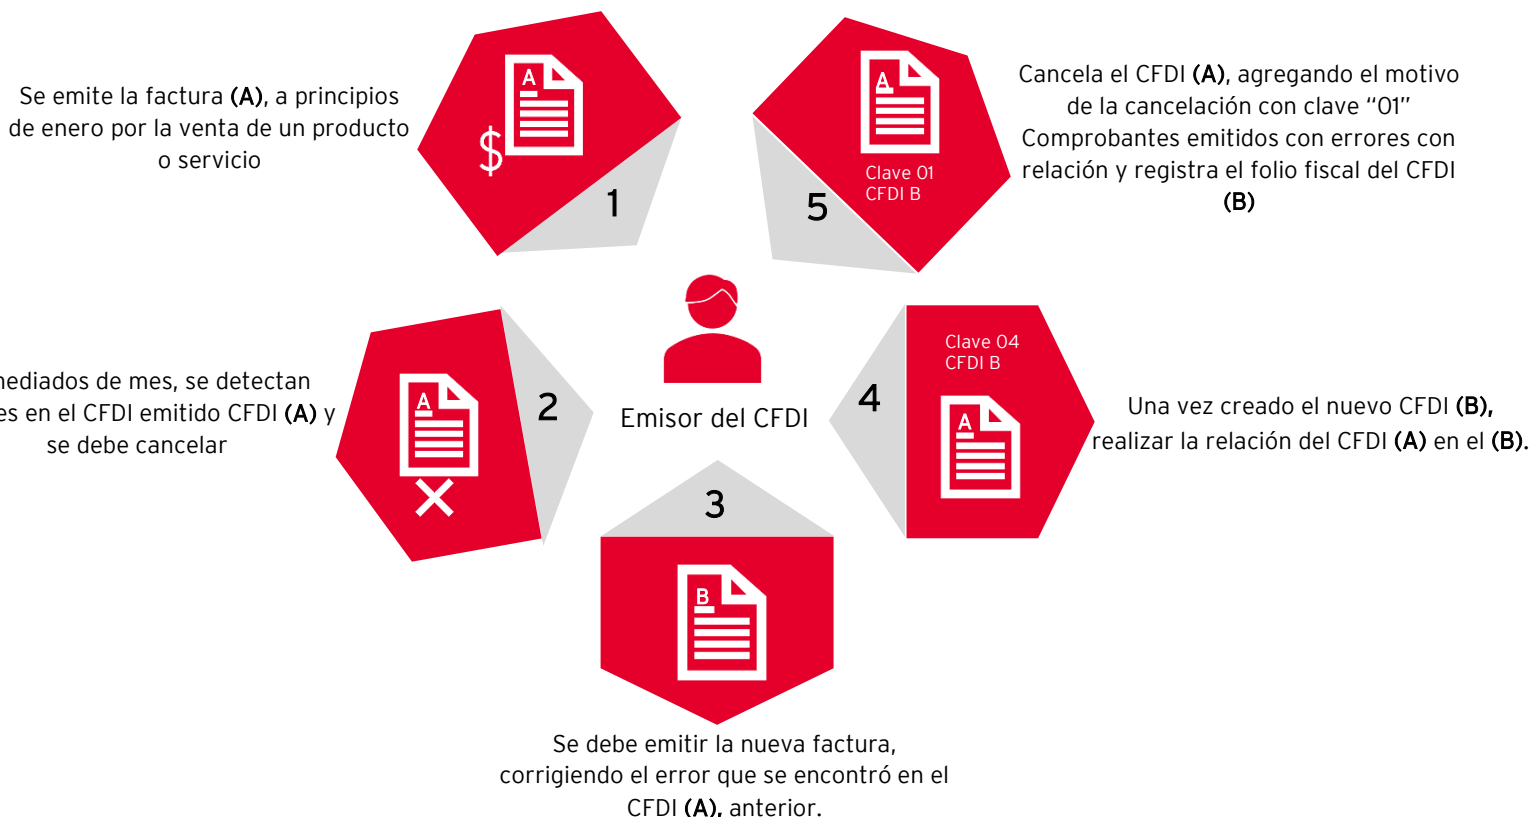 Se emite la factura (A), a principios
de enero por la venta de un producto
o servicio
A
$
1
mediados de mes, se detectan
es en el CFDI emitido CFDI (A) y
se debe cancelar
A
2
Emisor del CFDI
3
B
Se debe emitir la nueva factura,
corrigiendo el error que se encontró en el
CFDI (A), anterior.
4
Clave 04
CFDI B
A
Una vez creado el nuevo CFDI (B),
realizar la relación del CFDI (A) en el (B).
5
A
Clave 01
CFDI B
Cancela el CFDI (A), agregando el motivo
de la cancelación con clave “01”
Comprobantes emitidos con errores con
relación y registra el folio fiscal del CFDI
(B)